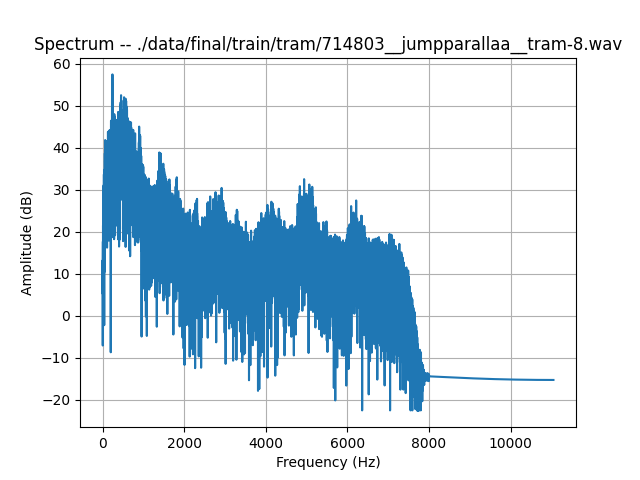 Spectrum -- ./data/final/train/tram/714803__jumpparallaa__tram-8.wav
60
50
40
30
20
10
0
−10
−20
Amplitude (dB)
0 2000 4000 6000 8000 10000
Frequency (Hz)